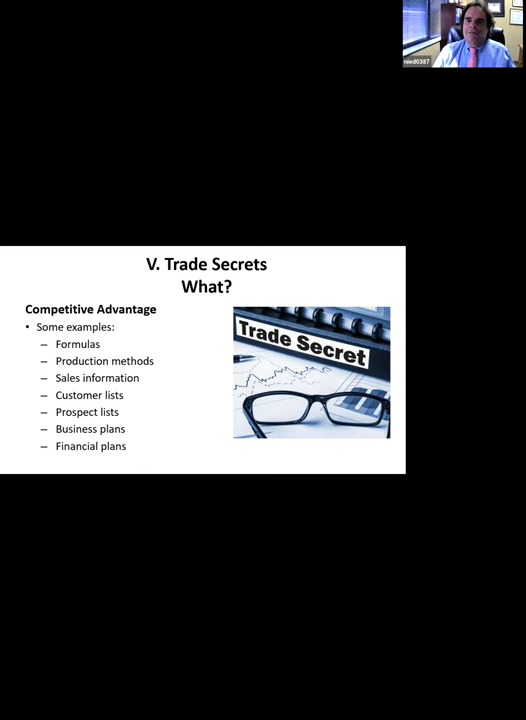 nied0387
V. Trade Secrets
What?
Competitive Advantage
• Some examples:
– Formulas
– Production methods
– Sales information
– Customer lists
– Prospect lists
– Business plans
– Financial plans
Trade Secret